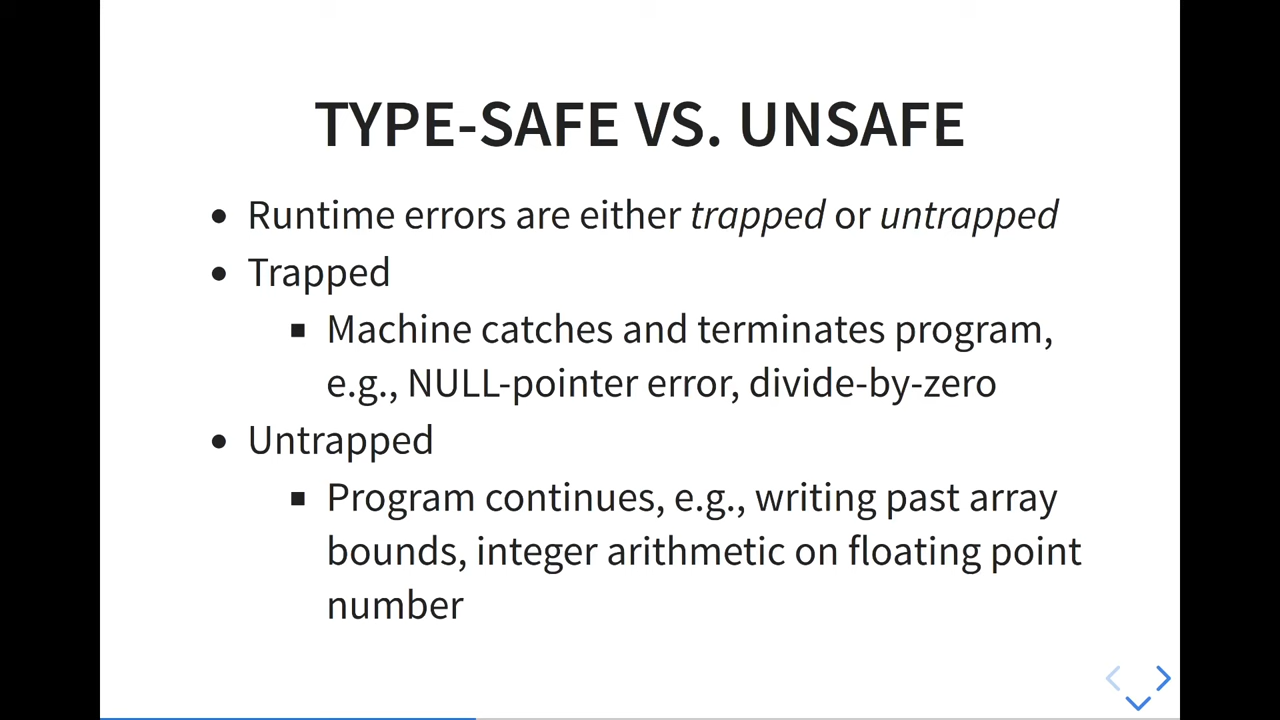 TYPE-SAFE VS. UNSAFE
• Runtime errors are either trapped or untrapped
• Trapped
▪ Machine catches and terminates program,
e.g., NULL-pointer error, divide-by-zero
• Untrapped
▪ Program continues, e.g., writing past array
bounds, integer arithmetic on floating point
number